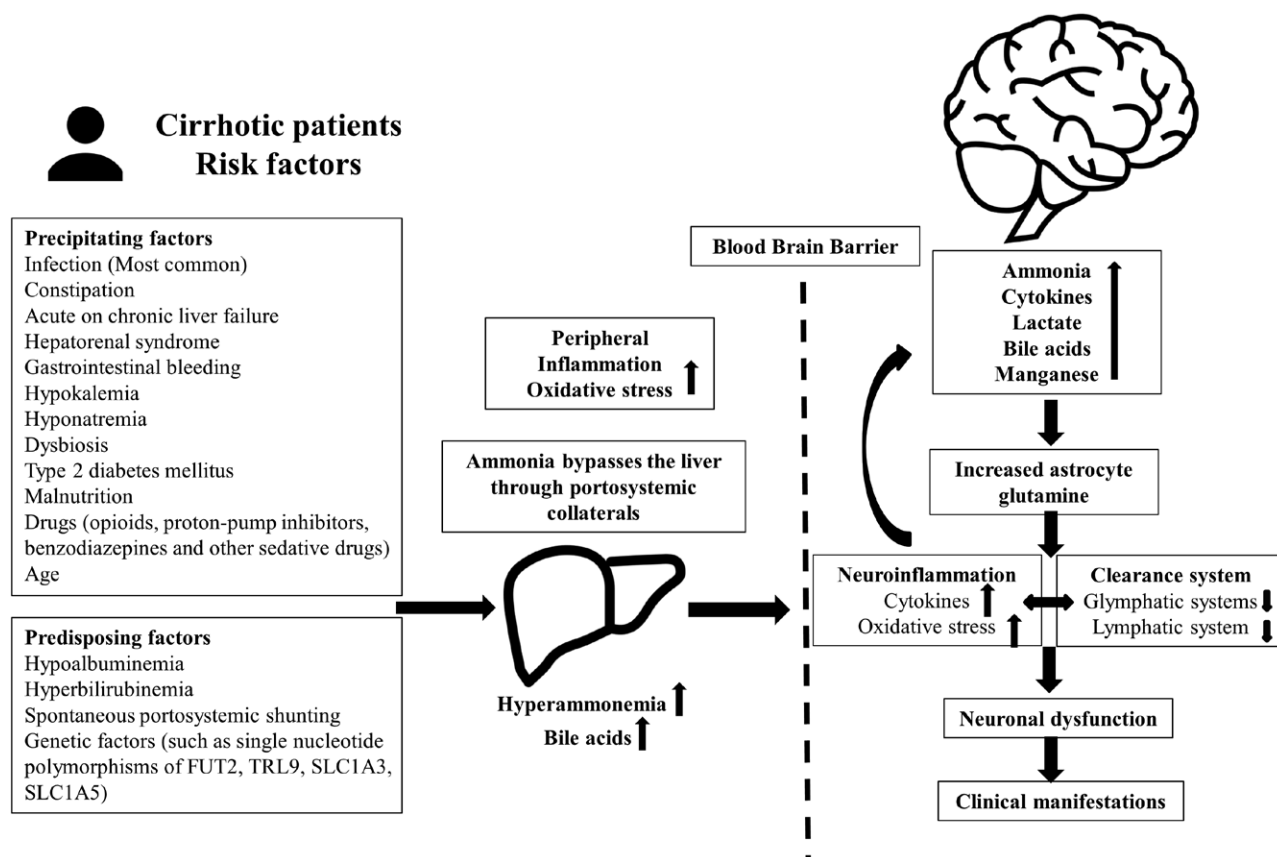 Cirrhotic patients
Risk factors
Precipitating factors
Infection (Most common)
Constipation
Acute on chronic liver failure
Hepatorenal syndrome
Gastrointestinal bleeding
Hypokalemia
Hyponatremia
Dysbiosis
Type 2 diabetes mellitus
Malnutrition
Drugs (opioids, proton-pump inhibitors,
benzodiazepines and other sedative drugs)
Age
Predisposing factors
Hypoalbuminemia
Hyperbilirubinemia
Spontaneous portosystemic shunting
Genetic factors (such as single nucleotide
polymorphisms of FUT2, TRL9, SLC1A3,
SLC1A5)
Peripheral
Inflammation
Oxidative stress
Ammonia bypasses the liver
through portosystemic
collaterals
Hyperammonemia
Bile acids
Blood Brain Barrier
Ammonia
Cytokines
Lactate
Bile acids
Manganese
Increased astrocyte
glutamine
Neuroinflammation
Cytokines
Oxidative stress
Clearance system
Glymphatic systems
Lymphatic system
Neuronal dysfunction
Clinical manifestations